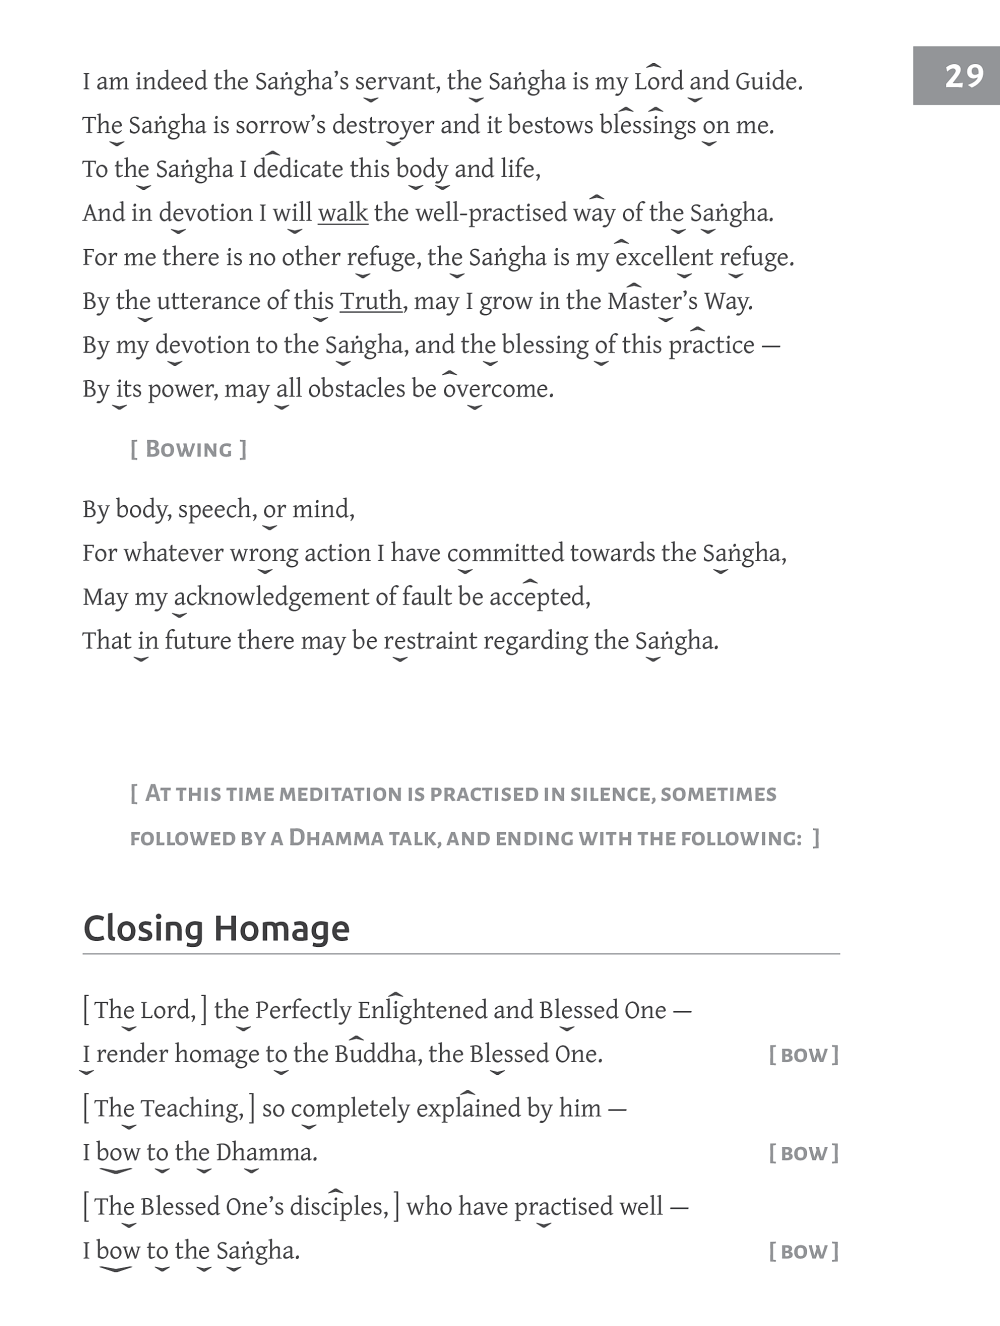 29
I am indeed the Saṅgha’s servant, the Saṅgha is my Lord and Guide.
The Saṅgha is sorrow’s destroyer and it bestows blessings on me.
To the Saṅgha I dedicate this body and life,
And in devotion I will walk the well-practised way of the Saṅgha.
For me there is no other refuge, the Saṅgha is my excellent refuge.
By the utterance of this Truth, may I grow in the Master’s Way.
By my devotion to the Saṅgha, and the blessing of this practice —
By its power, may all obstacles be overcome.
[ Bowing ]
By body, speech, or mind,
For whatever wrong action I have committed towards the Saṅgha,
May my acknowledgement of fault be accepted,
That in future there may be restraint regarding the Saṅgha.
[ At this time meditation is practised in silence, sometimes
followed by a Dhamma talk, and ending with the following: ]
Closing Homage
[ The Lord, ] the Perfectly Enlightened and Blessed One —
I render homage to the Buddha, the Blessed One. [ bow ]
[ The Teaching, ] so completely explained by him —
I bow to the Dhamma. [ bow ]
[ The Blessed One’s disciples, ] who have practised well —
I bow to the Saṅgha. [ bow ]